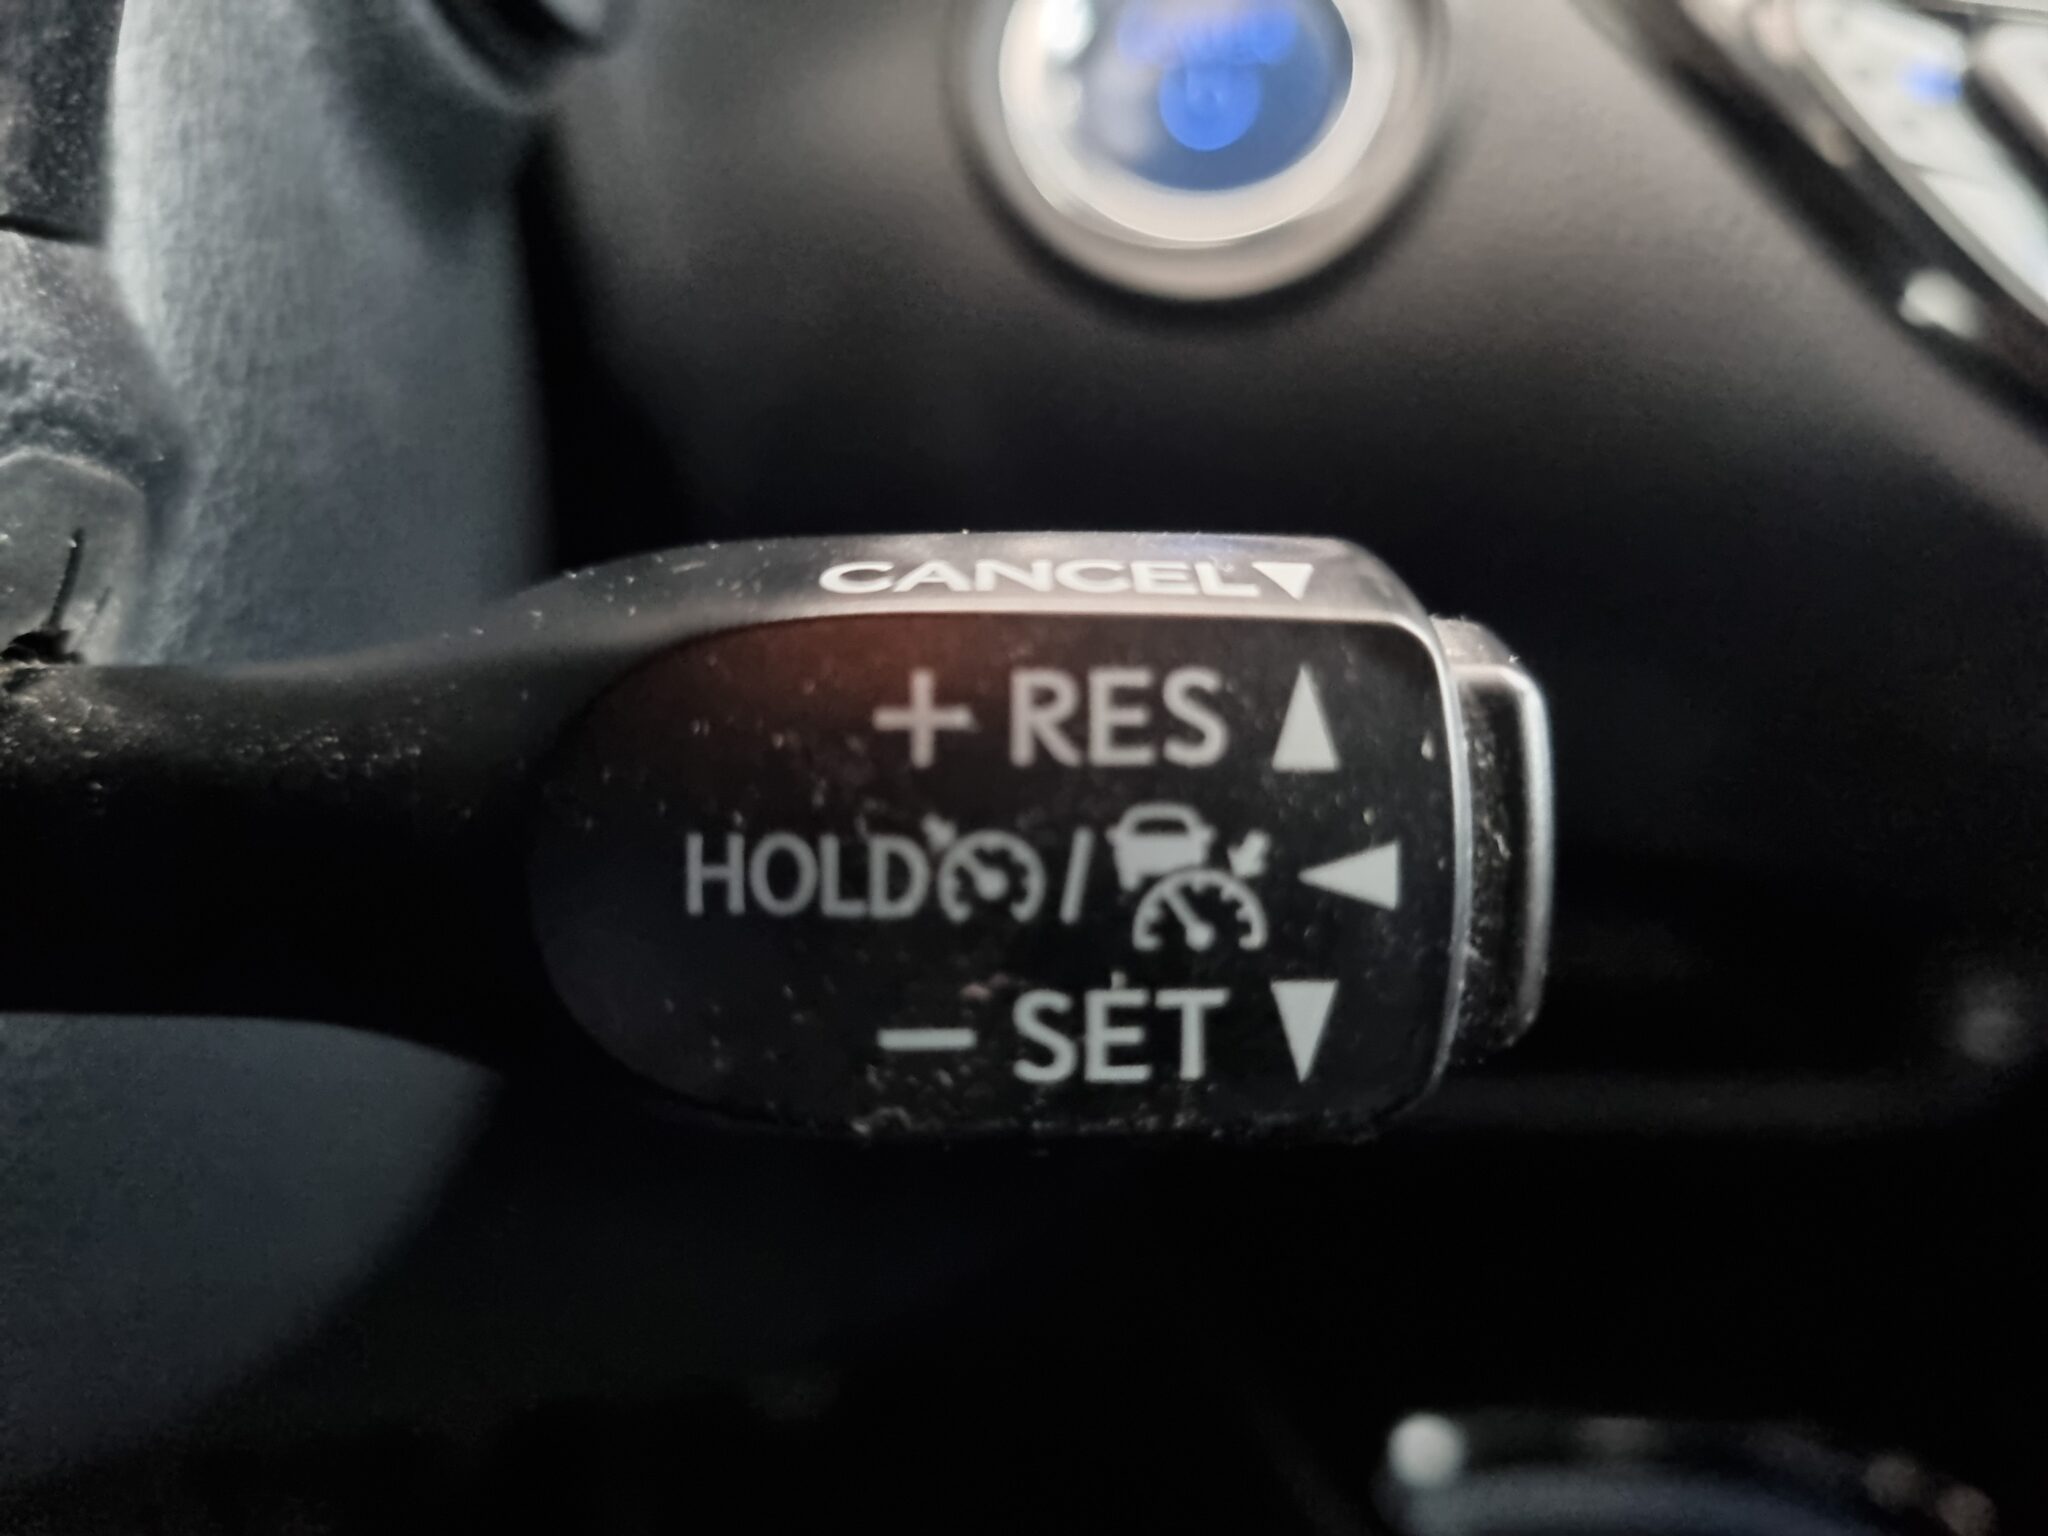 CANCEL
+ RES
HOLD /
— SET